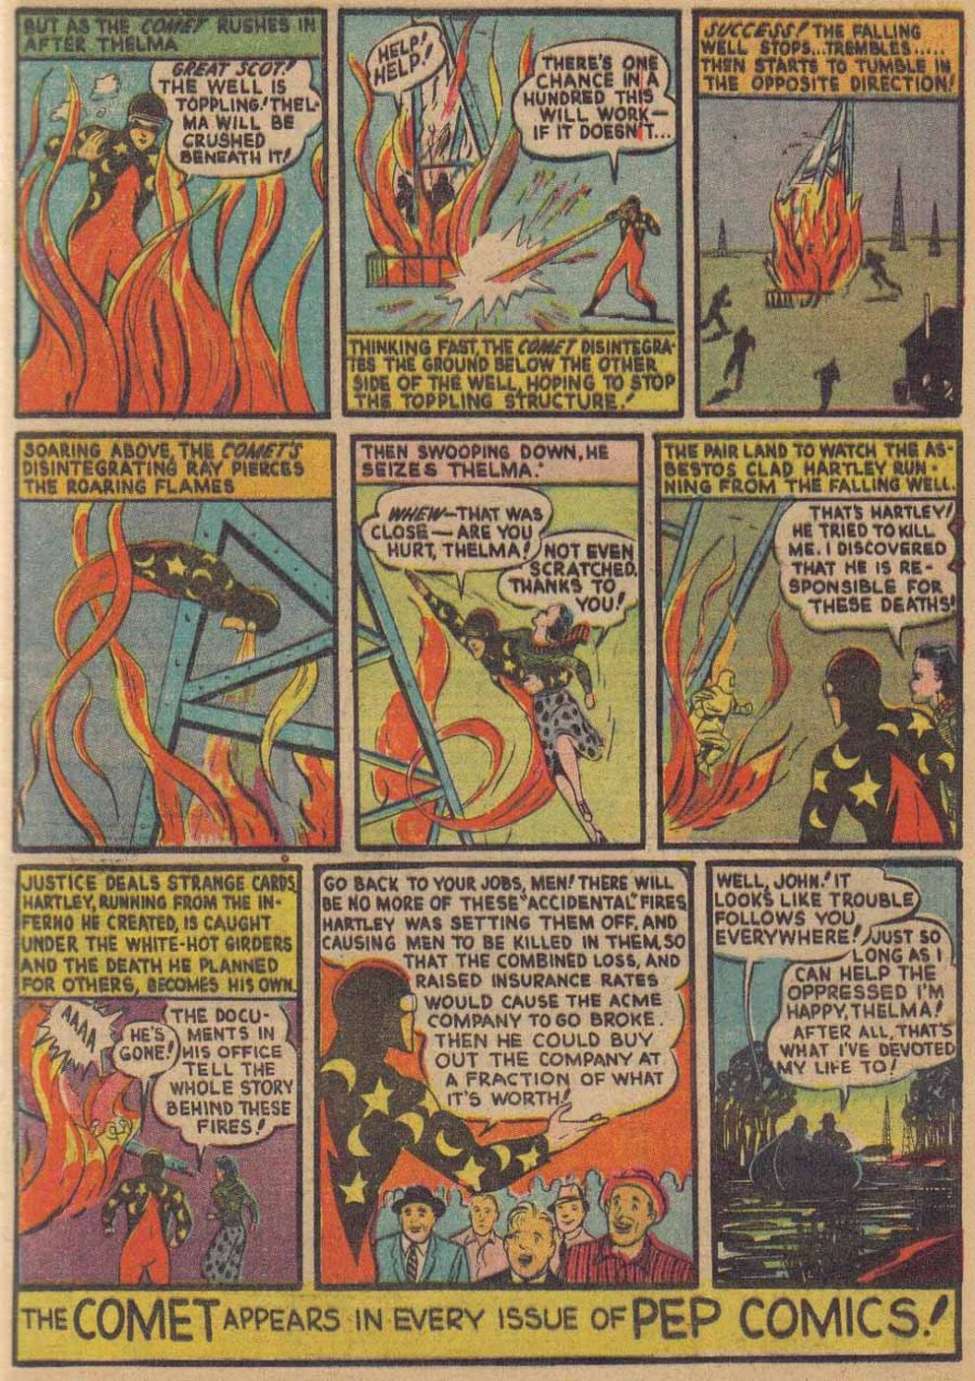 BUT AS THE COMET RUSHES IN
AFTER THELMA
GREAT SCOT!
THE WELL IS
TOPPLING! THEL-
MA WILL BE
CRUSHED
BENEATH IT!
HELP!
HELP!
THERE'S ONE
CHANCE IN A
HUNDRED THIS
WILL WORK—
IF IT DOESN'T...
THINKING FAST, THE COMET DISINTEGRA-
TES THE GROUND BELOW THE OTHER
SIDE OF THE WELL, HOPING TO STOP
THE TOPPLING STRUCTURE!
SUCCESS! THE FALLING
WELL STOPS...TREMBLES.....
THEN STARTS TO TUMBLE IN
THE OPPOSITE DIRECTION!
SOARING ABOVE, THE COMET'S
DISINTEGRATING RAY PIERCES
THE ROARING FLAMES
THEN SWOOPING DOWN, HE
SEIZES THELMA.
WHEW—THAT WAS
CLOSE—ARE YOU
HURT, THELMA!
NOT EVEN
SCRATCHED,
THANKS TO
YOU!
THE PAIR LAND TO WATCH THE AS-
BESTOS CLAD HARTLEY RUN-
NING FROM THE FALLING WELL.
THAT'S HARTLEY!
HE TRIED TO KILL
ME. I DISCOVERED
THAT HE IS RE-
SPONSIBLE FOR
THESE DEATHS!
JUSTICE DEALS STRANGE CARDS.
HARTLEY, RUNNING FROM THE IN-
FERNO HE CREATED, IS CAUGHT
UNDER THE WHITE-HOT GIRDERS
AND THE DEATH HE PLANNED
FOR OTHERS, BECOMES HIS OWN.
AAAA
HE'S
GONE!
THE DOCU-
MENTS IN
HIS OFFICE
TELL THE
WHOLE STORY
BEHIND THESE
FIRES!
GO BACK TO YOUR JOBS, MEN! THERE WILL
BE NO MORE OF THESE "ACCIDENTAL" FIRES.
HARTLEY WAS SETTING THEM OFF, AND
CAUSING MEN TO BE KILLED IN THEM, SO
THAT THE COMBINED LOSS, AND
RAISED INSURANCE RATES
WOULD CAUSE THE ACME
COMPANY TO GO BROKE.
THEN HE COULD BUY
OUT THE COMPANY AT
A FRACTION OF WHAT
IT'S WORTH!
WELL, JOHN! IT
LOOKS LIKE TROUBLE
FOLLOWS YOU
EVERYWHERE!
JUST SO
LONG AS I
CAN HELP THE
OPPRESSED I'M
HAPPY, THELMA!
AFTER ALL, THAT'S
WHAT I'VE DEVOTED
MY LIFE TO!
THE COMET APPEARS IN EVERY ISSUE OF PEP COMICS!